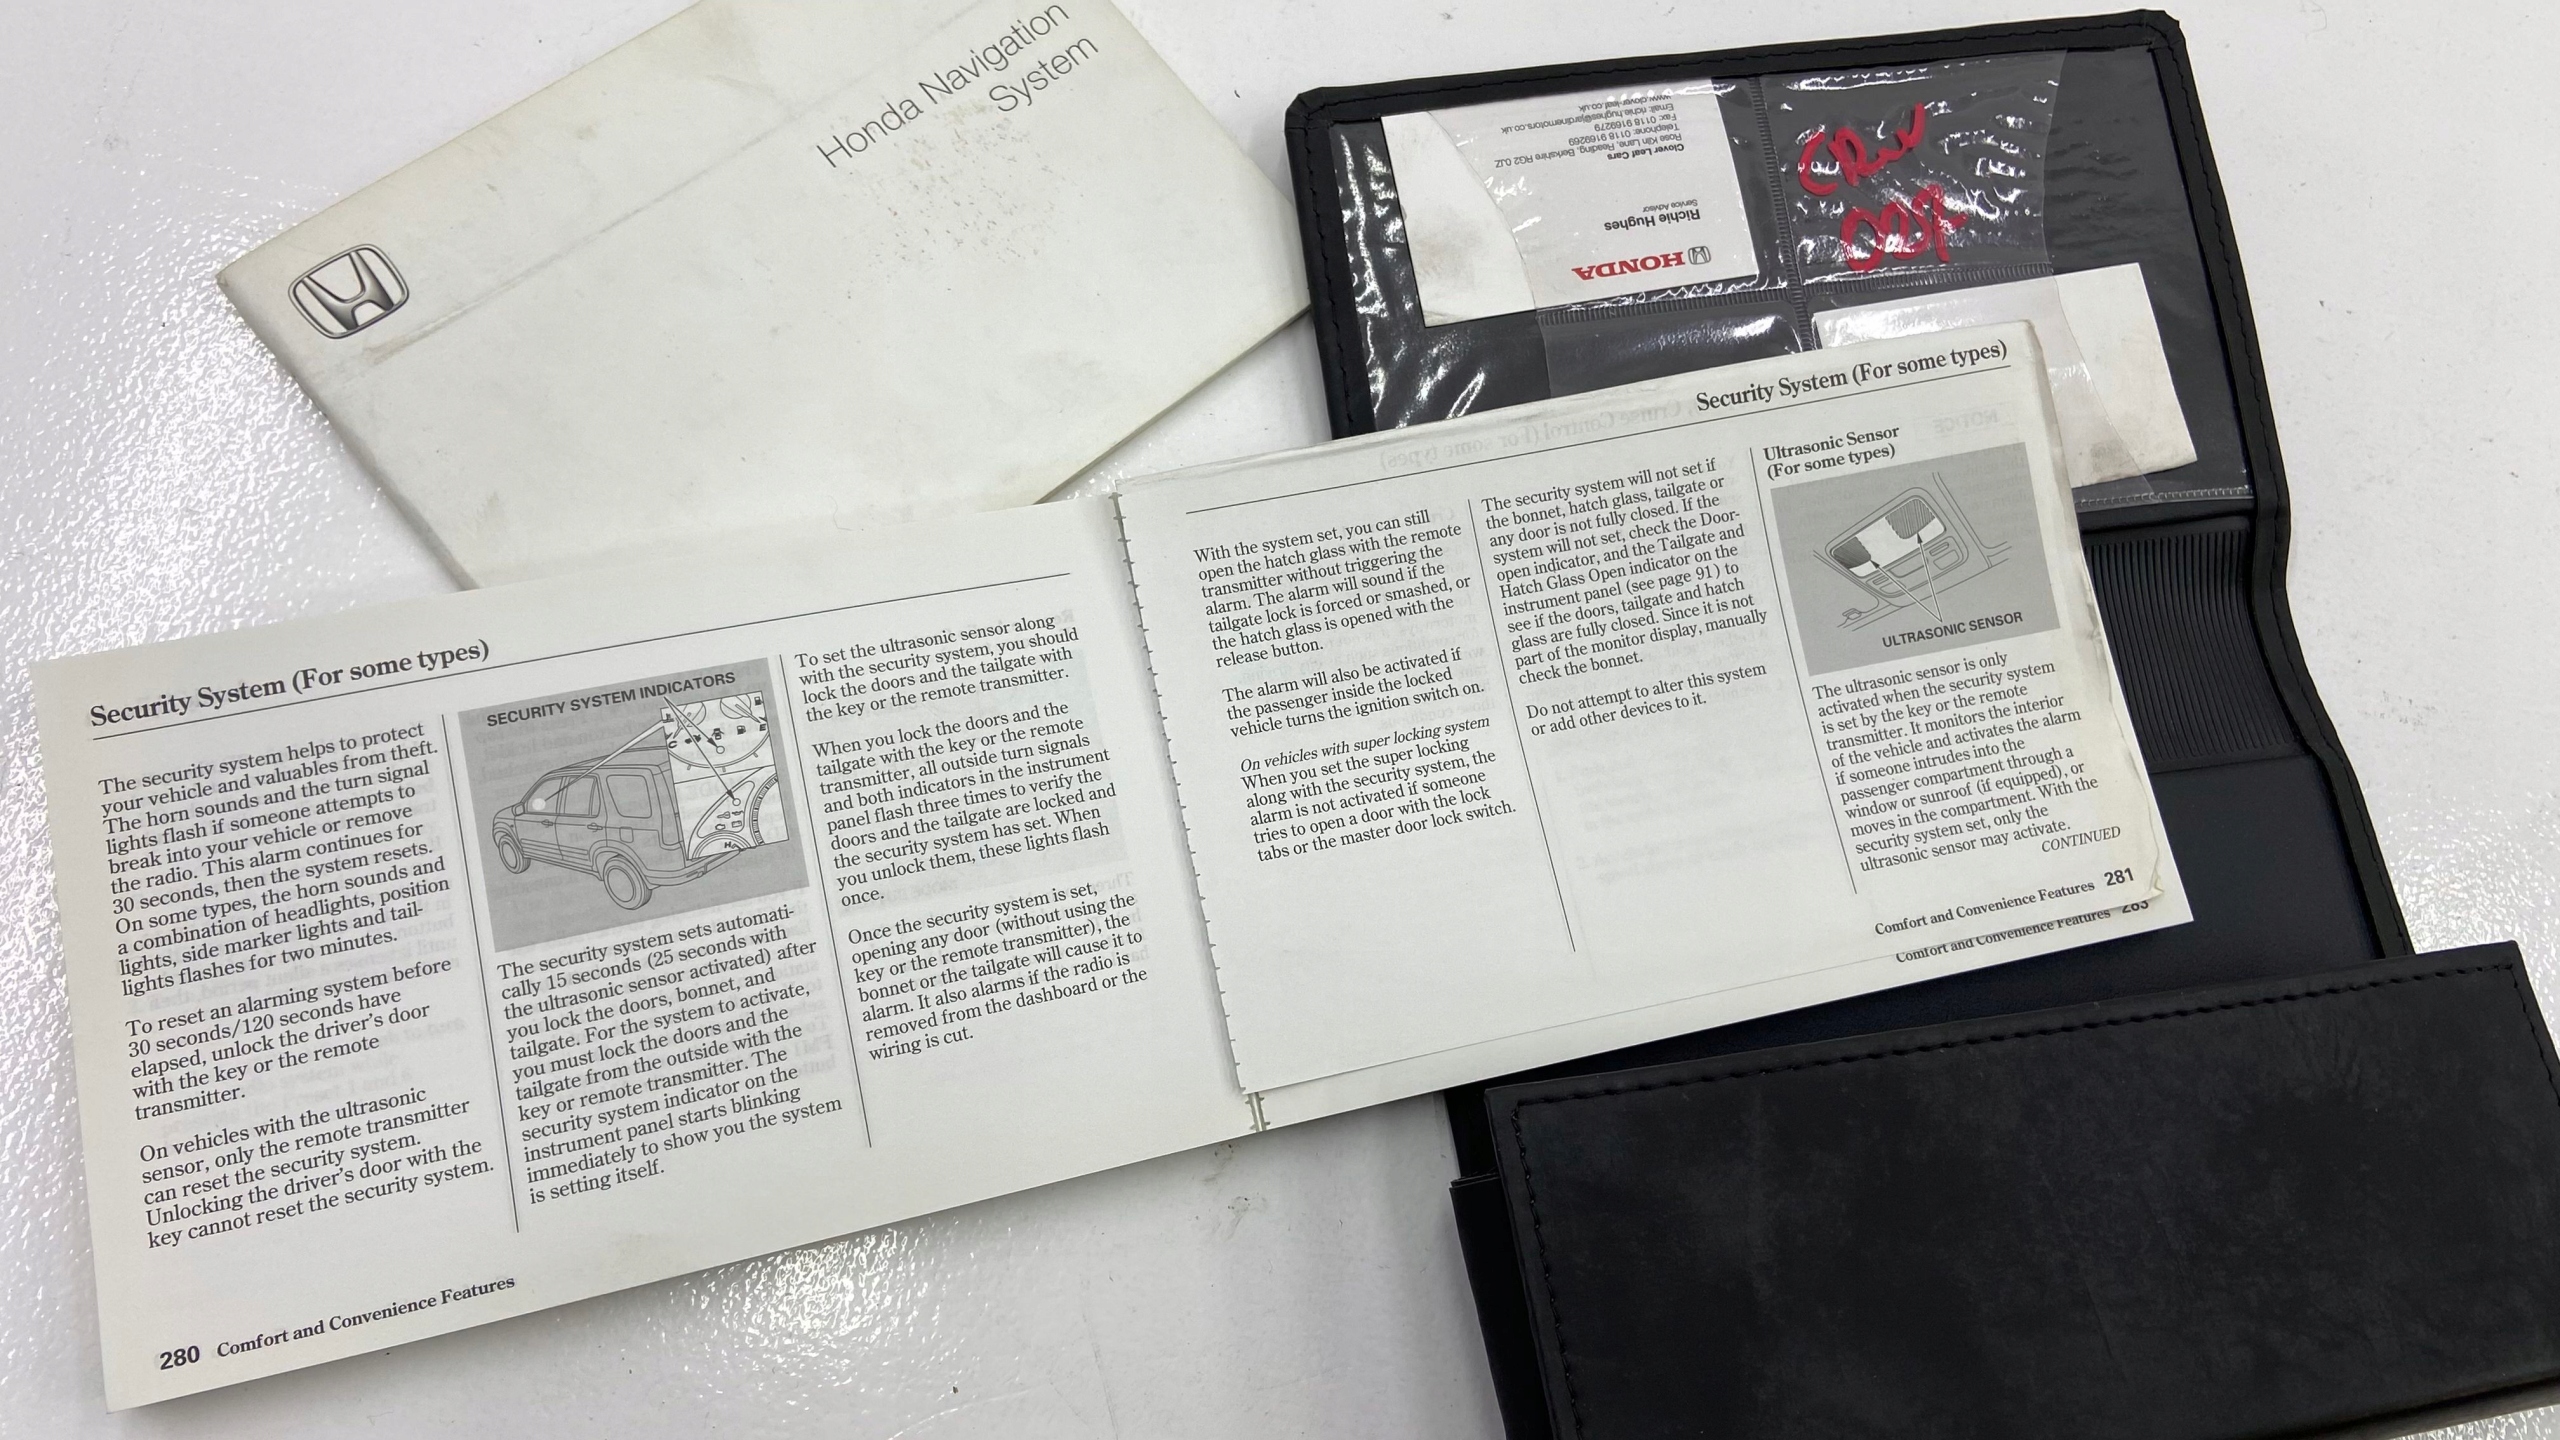 Honda Navigation
System
CRV
007
www.clover-leaf.co.uk
Email: richie.hughes@jardinemotors.co.uk
Fax: 0118 9169279
Telephone: 0118 9169269
Rose Kiln Lane, Reading, Berkshire RG2 0JZ
Clover Leaf Cars
Service Advisor
Richie Hughes
HONDA
Security System (For some types)
The security system helps to protect
your vehicle and valuables from theft.
The horn sounds and the turn signal
lights flash if someone attempts to
break into your vehicle or remove
the radio. This alarm continues for
30 seconds, then the system resets.
On some types, the horn sounds and
a combination of headlights, position
lights, side marker lights and tail-
lights flashes for two minutes.
To reset an alarming system before
30 seconds/120 seconds have
elapsed, unlock the driver's door
with the key or the remote
transmitter.
On vehicles with the ultrasonic
sensor, only the remote transmitter
can reset the security system.
Unlocking the driver's door with the
key cannot reset the security system.
SECURITY SYSTEM INDICATORS
The security system sets automati-
cally 15 seconds (25 seconds with
the ultrasonic sensor activated) after
you lock the doors, bonnet, and
tailgate. For the system to activate,
you must lock the doors and the
tailgate from the outside with the
key or remote transmitter. The
security system indicator on the
instrument panel starts blinking
immediately to show you the system
is setting itself.
To set the ultrasonic sensor along
with the security system, you should
lock the doors and the tailgate with
the key or the remote transmitter.
When you lock the doors and the
tailgate with the key or the remote
transmitter, all outside turn signals
and both indicators in the instrument
panel flash three times to verify the
doors and the tailgate are locked and
the security system has set. When
you unlock them, these lights flash
once.
Once the security system is set,
opening any door (without using the
key or the remote transmitter), the
bonnet or the tailgate will cause it to
alarm. It also alarms if the radio is
removed from the dashboard or the
wiring is cut.
280 Comfort and Convenience Features
Security System (For some types)
With the system set, you can still
open the hatch glass with the remote
transmitter without triggering the
alarm. The alarm will sound if the
tailgate lock is forced or smashed, or
the hatch glass is opened with the
release button.
The alarm will also be activated if
the passenger inside the locked
vehicle turns the ignition switch on.
On vehicles with super locking system
When you set the super locking
along with the security system, the
alarm is not activated if someone
tries to open a door with the lock
tabs or the master door lock switch.
The security system will not set if
the bonnet, hatch glass, tailgate or
any door is not fully closed. If the
system will not set, check the Door-
open indicator, and the Tailgate and
Hatch Glass Open indicator on the
instrument panel (see page 91) to
see if the doors, tailgate and hatch
glass are fully closed. Since it is not
part of the monitor display, manually
check the bonnet.
Do not attempt to alter this system
or add other devices to it.
Ultrasonic Sensor
(For some types)
ULTRASONIC SENSOR
The ultrasonic sensor is only
activated when the security system
is set by the key or the remote
transmitter. It monitors the interior
of the vehicle and activates the alarm
if someone intrudes into the
passenger compartment through a
window or sunroof (if equipped), or
moves in the compartment. With the
security system set, only the
ultrasonic sensor may activate.
CONTINUED
Comfort and Convenience Features 281
Comfort and Convenience Features 283